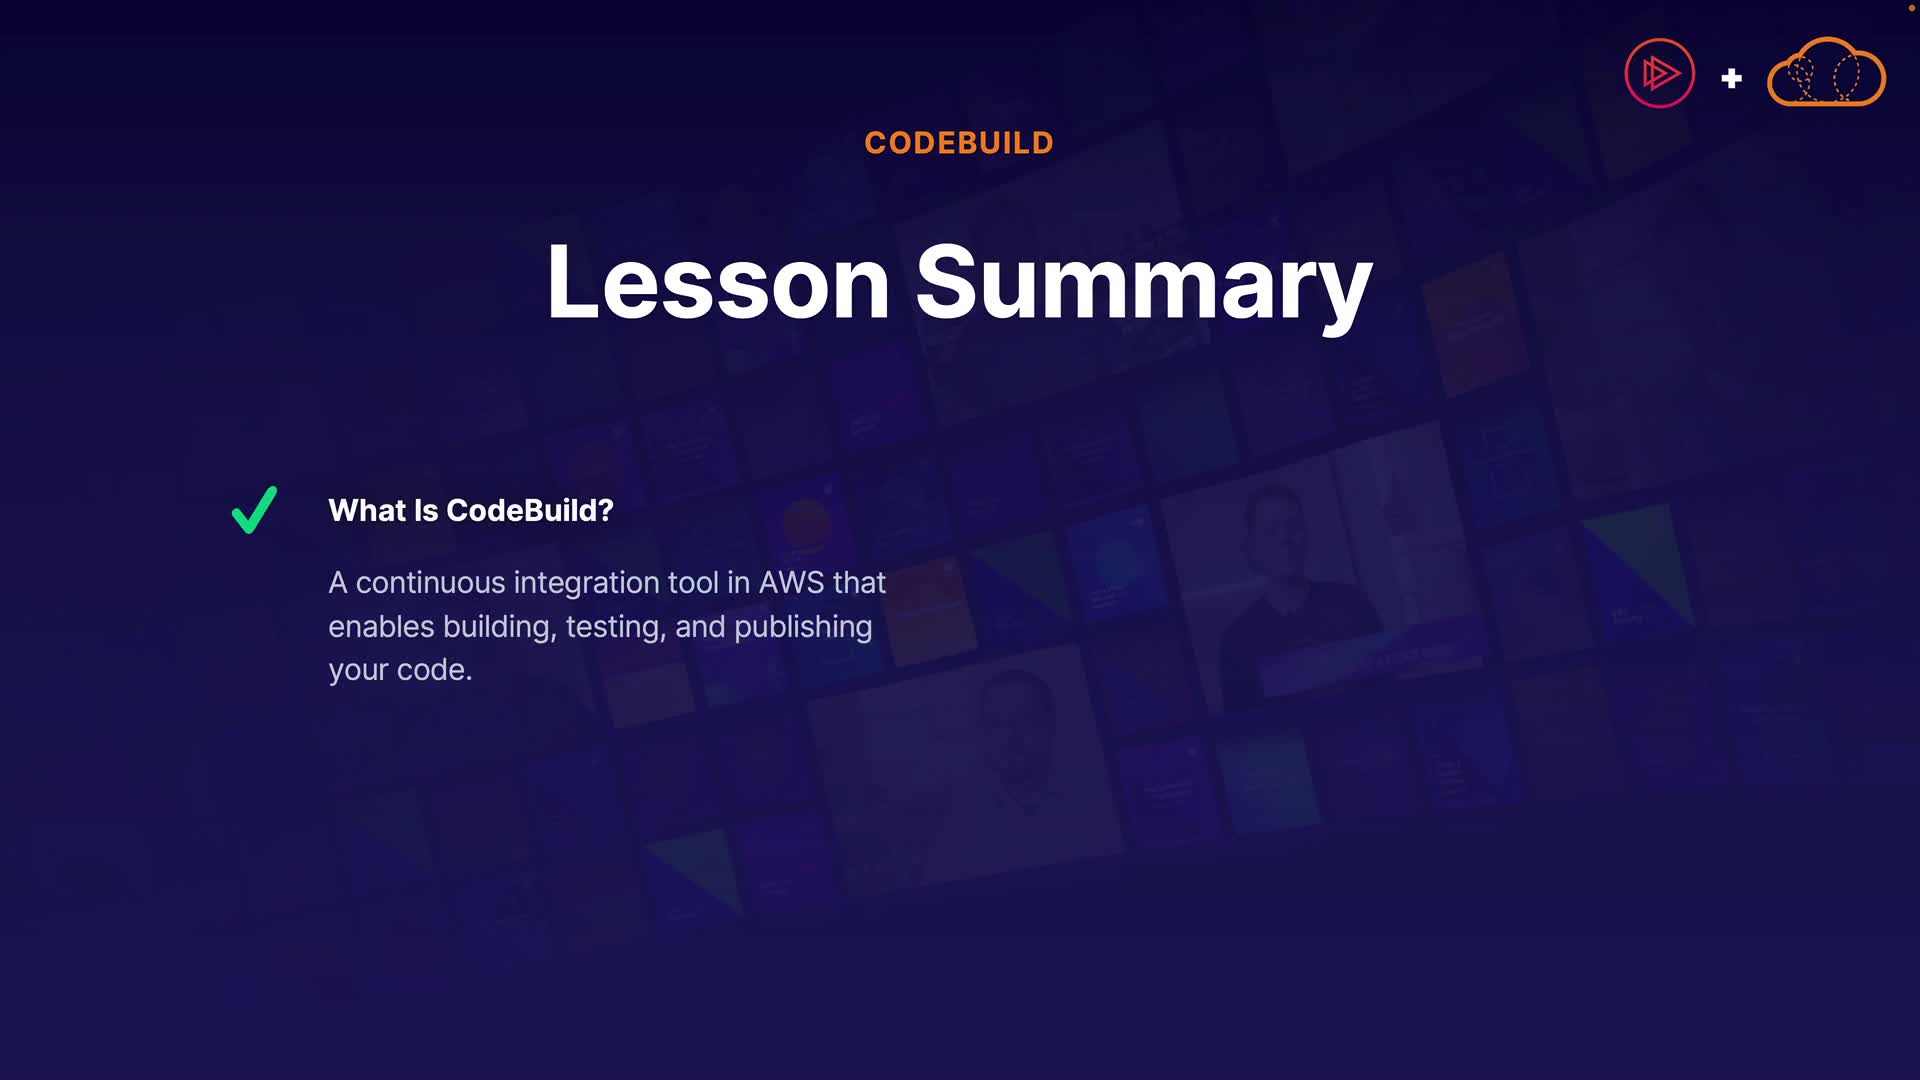 CODEBUILD
Lesson Summary
What Is CodeBuild?
A continuous integration tool in AWS that
enables building, testing, and publishing
your code.